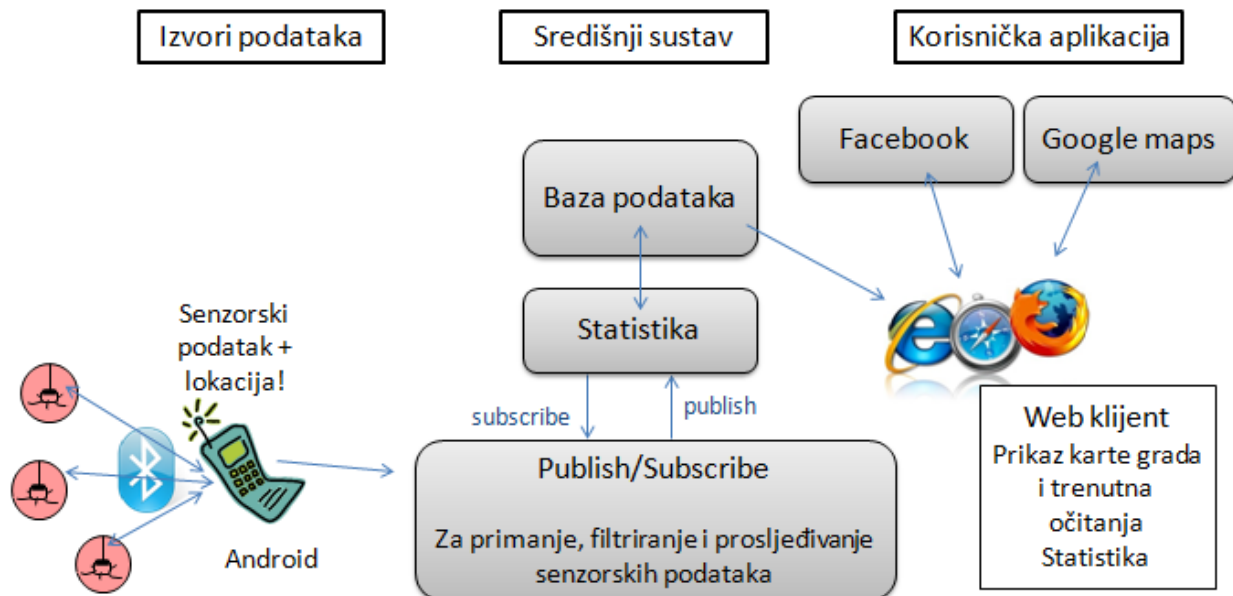 Izvori podataka
Središnji sustav
Korisnička aplikacija
Facebook
Google maps
Baza podataka
Statistika
Senzorski
podatak +
lokacija!
subscribe
publish
Android
Publish/Subscribe
Za primanje, filtriranje i prosljeđivanje
senzorskih podataka
Web klijent
Prikaz karte grada
i trenutna
očitanja
Statistika